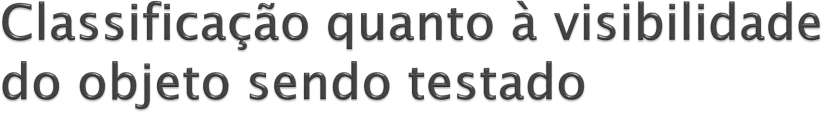 Classificação quanto à visibilidade
do objeto sendo testado